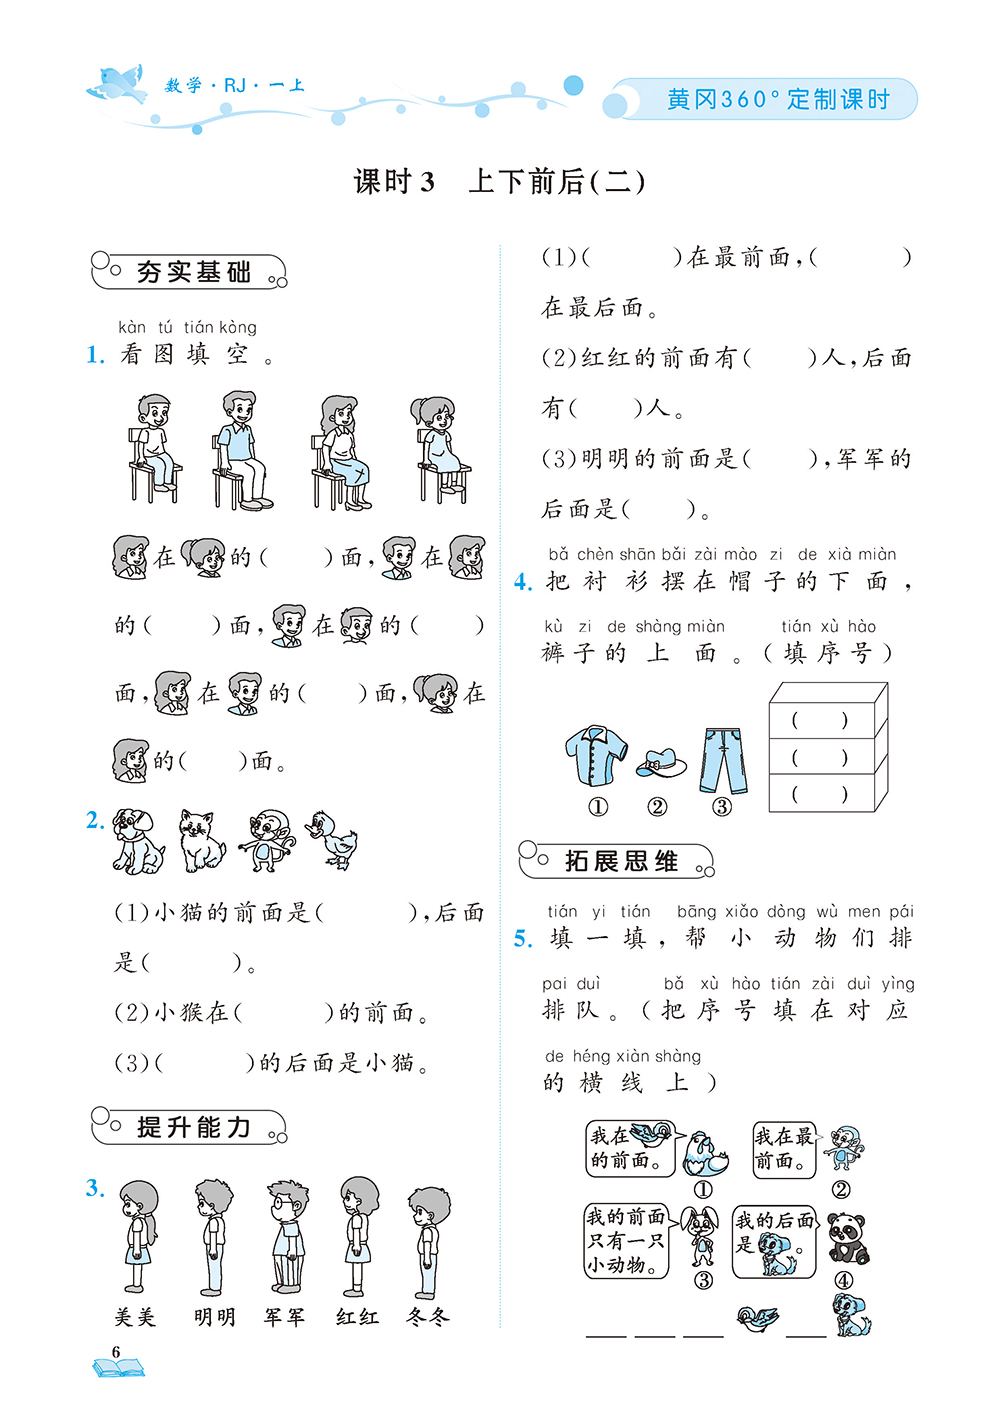 数学·RJ·一上
黄冈360°定制课时
课时3 上下前后(二)
夯实基础
kàn tú tián kòng
1. 看图填空。
在 的( )面, 在
的( )面, 在 的( )
面, 在 的( )面, 在
的( )面。
2.
(1)小猫的前面是( ),后面
是( )。
(2)小猴在( )的前面。
(3)( )的后面是小猫。
提升能力
3.
美美 明明 军军 红红 冬冬
(1)( )在最前面,( )
在最后面。
(2)红红的前面有( )人,后面
有( )人。
(3)明明的前面是( ),军军的
后面是( )。
bǎ chèn shān bǎi zài mào zi de xià miàn
4. 把衬衫摆在帽子的下面,
kù zi de shàng miàn tián xù hào
裤子的上面。(填序号)
( )
( )
( )
① ② ③
拓展思维
tián yi tián bāng xiǎo dòng wù men pái
5. 填一填,帮小动物们排
pai duì bǎ xù hào tián zài duì yìng
排队。(把序号填在对应
de héng xiàn shàng
的横线上)
我在
的前面。
①
我在最
前面。
②
我的前面
只有一只
小动物。
③
我的后面
是 。
④
6